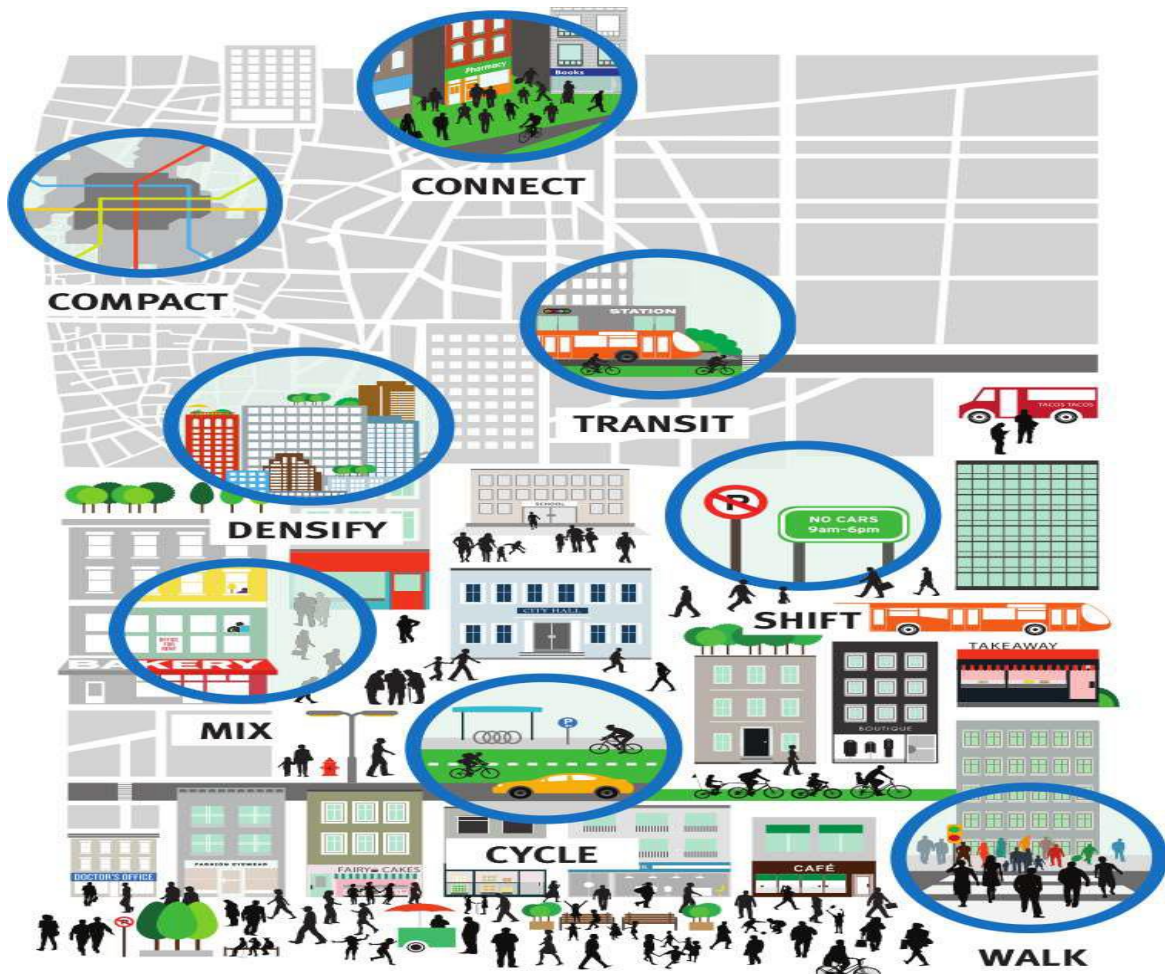 Pharmacy
Books
CONNECT
COMPACT
STATION
TRANSIT
TACOS TACOS
DENSIFY
SCHOOL
P
NO CARS
9am-6pm
CITY HALL
SHIFT
TAKEAWAY
BAKERY
MIX
P
BOUTIQUE
CYCLE
DOCTOR'S OFFICE
FASHION EYEWEAR
FAIRY CAKES
CAFÉ
WALK